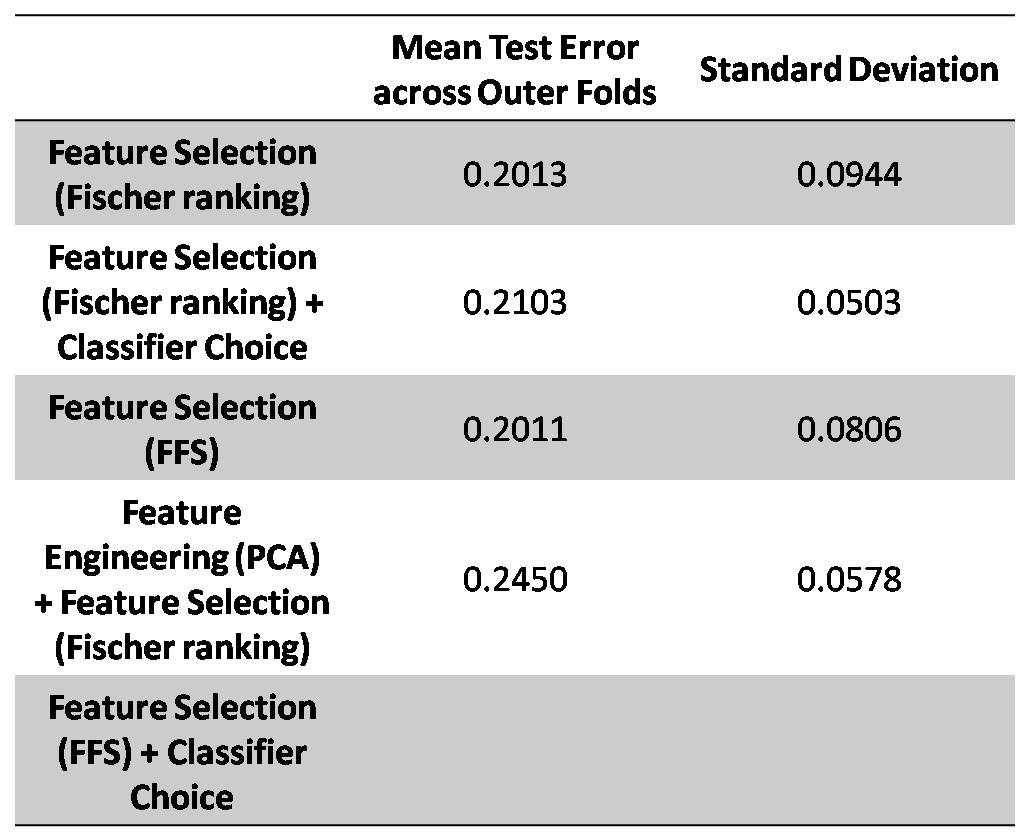 Mean Test Error
across Outer Folds
Standard Deviation
Feature Selection
(Fischer ranking)
0.2013
0.0944
Feature Selection
(Fischer ranking) +
Classifier Choice
0.2103
0.0503
Feature Selection
(FFS)
0.2011
0.0806
Feature
Engineering (PCA)
+ Feature Selection
(Fischer ranking)
0.2450
0.0578
Feature Selection
(FFS) + Classifier
Choice